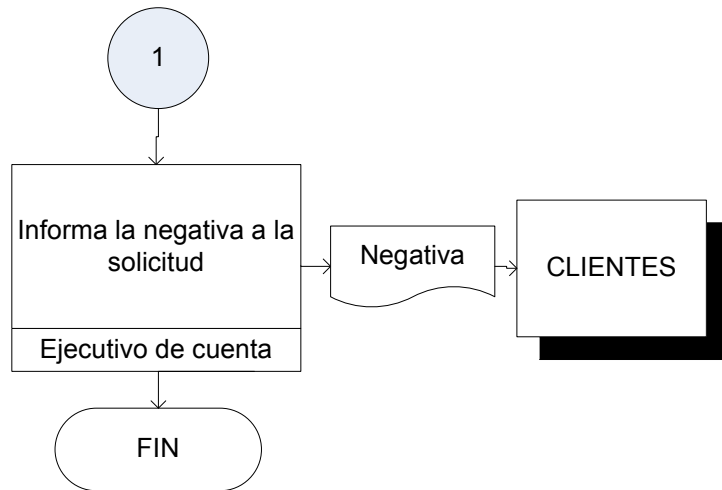 1
Informa la negativa a la
solicitud
Negativa
CLIENTES
Ejecutivo de cuenta
FIN